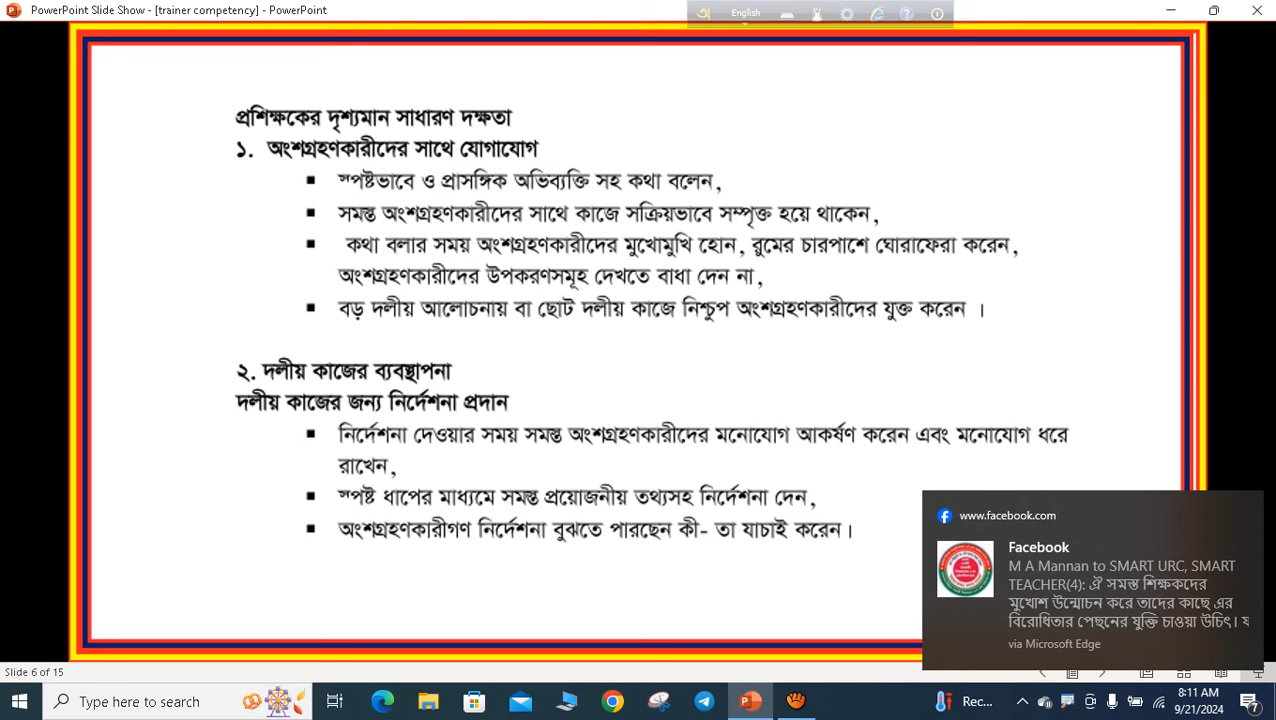 PowerPoint Slide Show - [trainer competency] - PowerPoint
অ English
প্রশিক্ষকের দৃশ্যমান সাধারণ দক্ষতা
১. অংশগ্রহণকারীদের সাথে যোগাযোগ
▪ স্পষ্টভাবে ও প্রাসঙ্গিক অভিব্যক্তি সহ কথা বলেন,
▪ সমস্ত অংশগ্রহণকারীদের সাথে কাজে সক্রিয়ভাবে সম্পৃক্ত হয়ে থাকেন,
▪ কথা বলার সময় অংশগ্রহণকারীদের মুখোমুখি হোন, রুমের চারপাশে ঘোরাফেরা করেন,
অংশগ্রহণকারীদের উপকরণসমূহ দেখতে বাধা দেন না,
▪ বড় দলীয় আলোচনায় বা ছোট দলীয় কাজে নিশ্চুপ অংশগ্রহণকারীদের যুক্ত করেন ।
২. দলীয় কাজের ব্যবস্থাপনা
দলীয় কাজের জন্য নির্দেশনা প্রদান
▪ নির্দেশনা দেওয়ার সময় সমস্ত অংশগ্রহণকারীদের মনোযোগ আকর্ষণ করেন এবং মনোযোগ ধরে
রাখেন,
▪ স্পষ্ট ধাপের মাধ্যমে সমস্ত প্রয়োজনীয় তথ্যসহ নির্দেশনা দেন,
▪ অংশগ্রহণকারীগণ নির্দেশনা বুঝতে পারছেন কী- তা যাচাই করেন।
www.facebook.com
Facebook
M A Mannan to SMART URC, SMART
TEACHER(4): ঐ সমস্ত শিক্ষকদের
মুখোশ উন্মোচন করে তাদের কাছে এর
বিরোধিতার পেছনের যুক্তি চাওয়া উচিৎ। য
via Microsoft Edge
Slide 6 of 15
Type here to search
Rec...
8:11 AM
9/21/2024
7